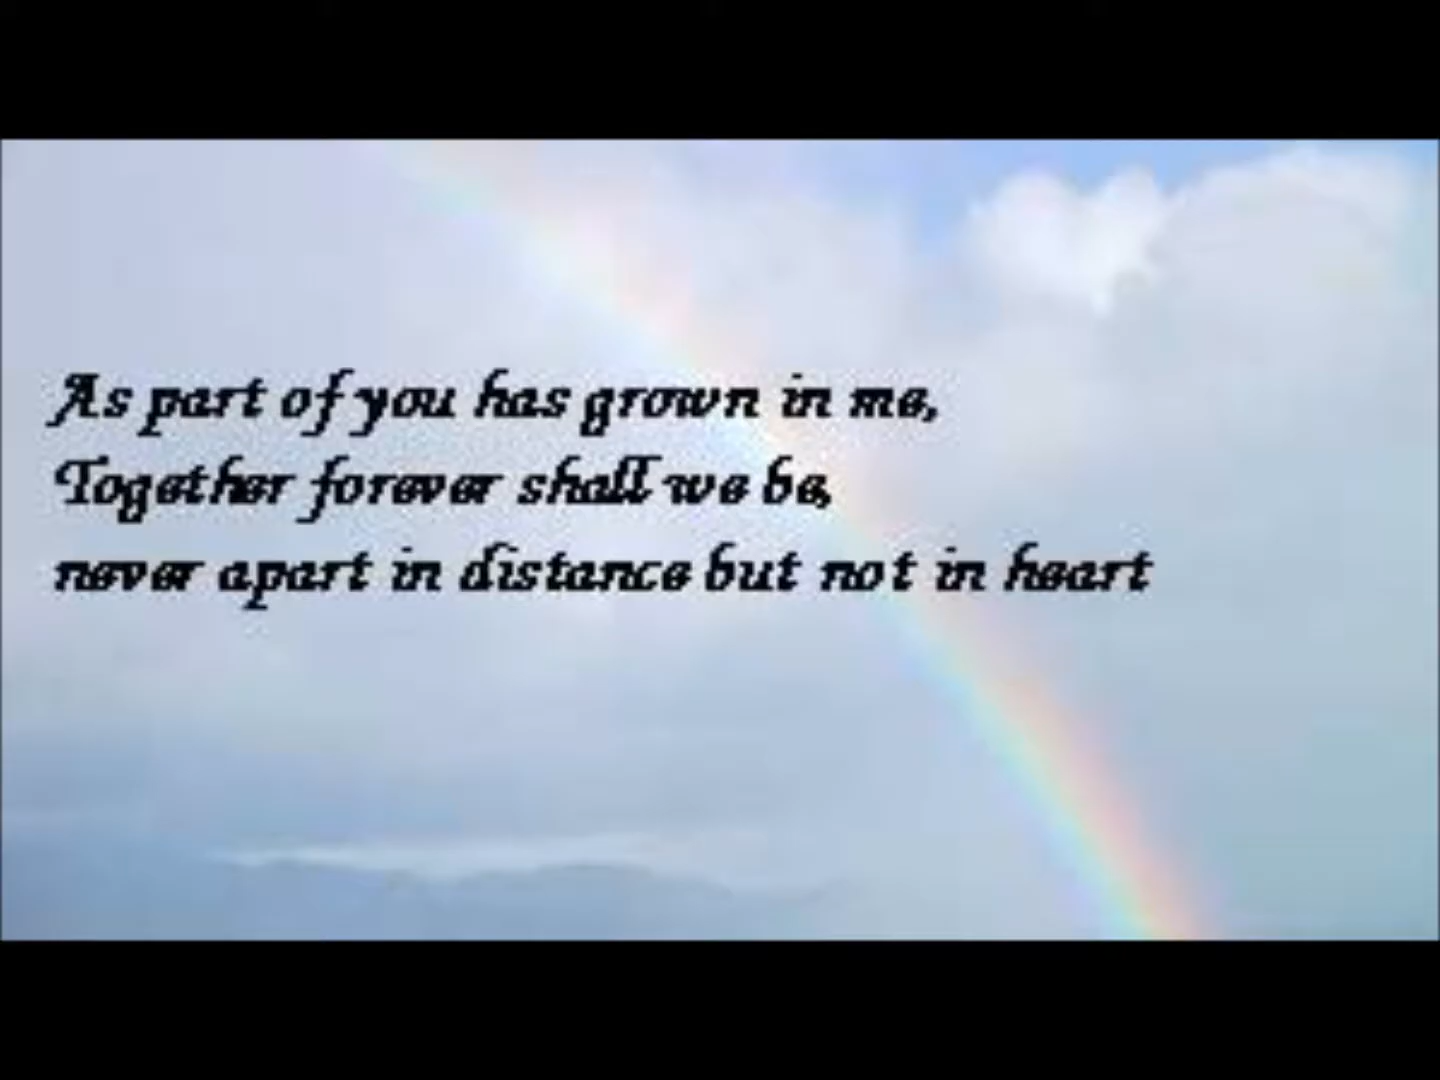 As part of you has grown in me,
Together forever shall we be,
never apart in distance but not in heart